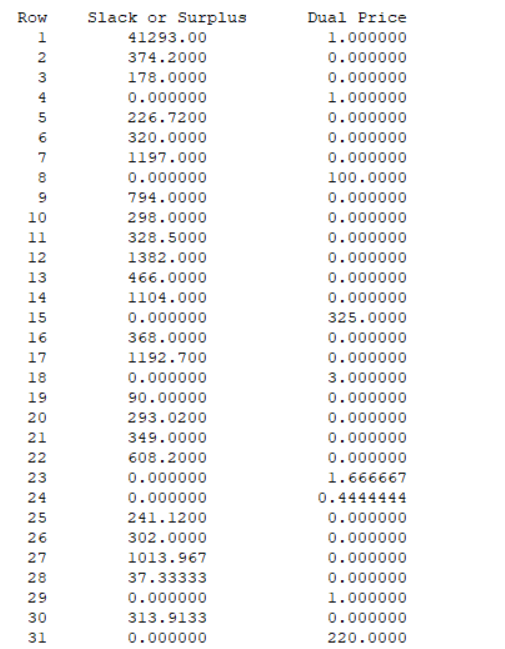 Row Slack or Surplus Dual Price
1 41293.00 1.000000
2 374.2000 0.000000
3 178.0000 0.000000
4 0.000000 1.000000
5 226.7200 0.000000
6 320.0000 0.000000
7 1197.000 0.000000
8 0.000000 100.0000
9 794.0000 0.000000
10 298.0000 0.000000
11 328.5000 0.000000
12 1382.000 0.000000
13 466.0000 0.000000
14 1104.000 0.000000
15 0.000000 325.0000
16 368.0000 0.000000
17 1192.700 0.000000
18 0.000000 3.000000
19 90.00000 0.000000
20 293.0200 0.000000
21 349.0000 0.000000
22 608.2000 0.000000
23 0.000000 1.666667
24 0.000000 0.4444444
25 241.1200 0.000000
26 302.0000 0.000000
27 1013.967 0.000000
28 37.33333 0.000000
29 0.000000 1.000000
30 313.9133 0.000000
31 0.000000 220.0000